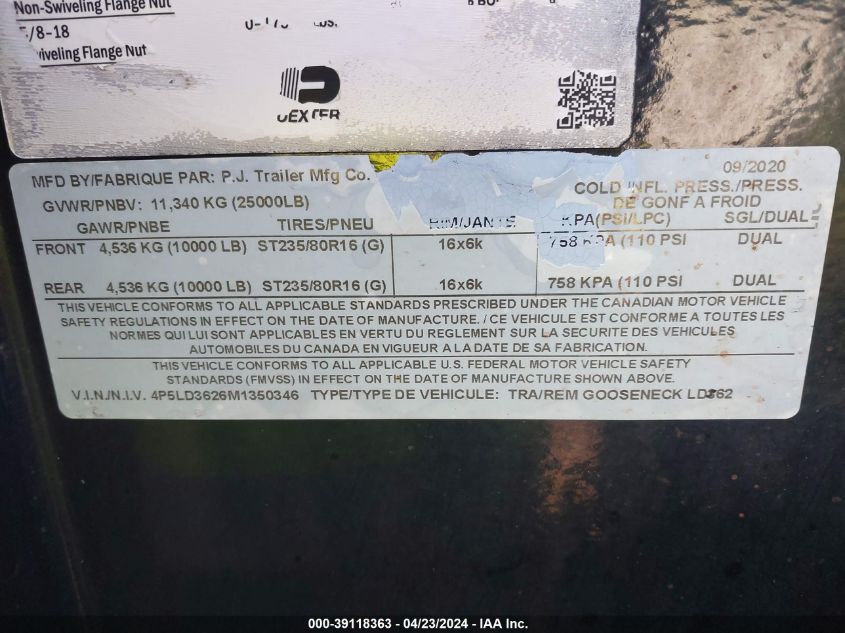 Non-Swiveling Flange Nut
/8-18
Flange Nut
DEXTER
09/2020
MFD BY/FABRIQUE PAR: P.J. Trailer Mfg Co.
COLD INFL. PRESS./PRESS.
GVWR/PNBV: 11,340 KG (25000LB)
DE GONF A FROID
GAWR/PNBE TIRES/PNEU RIM/JANTE KPA(PSI/LPC) SGL/DUAL
FRONT 4,536 KG (10000 LB) ST235/80R16 (G) 16x6k 758 KPA (110 PSI DUAL
REAR 4,536 KG (10000 LB) ST235/80R16 (G) 16x6k 758 KPA (110 PSI DUAL
THIS VEHICLE CONFORMS TO ALL APPLICABLE STANDARDS PRESCRIBED UNDER THE CANADIAN MOTOR VEHICLE
SAFETY REGULATIONS IN EFFECT ON THE DATE OF MANUFACTURE. / CE VEHICULE EST CONFORME A TOUTES LES
NORMES QUI LUI SONT APPLICABLES EN VERTU DU REGLEMENT SUR LA SECURITE DES VEHICULES
AUTOMOBILES DU CANADA EN VIGUEUR A LA DATE DE SA FABRICATION.
THIS VEHICLE CONFORMS TO ALL APPLICABLE U.S. FEDERAL MOTOR VEHICLE SAFETY
STANDARDS (FMVSS) IN EFFECT ON THE DATE OF MANUFACTURE SHOWN ABOVE.
V.I.N./N.I.V. 4P5LD3626M1350346 TYPE/TYPE DE VEHICULE: TRA/REM GOOSENECK LD362
000-39118363 - 04/23/2024 - IAA Inc.